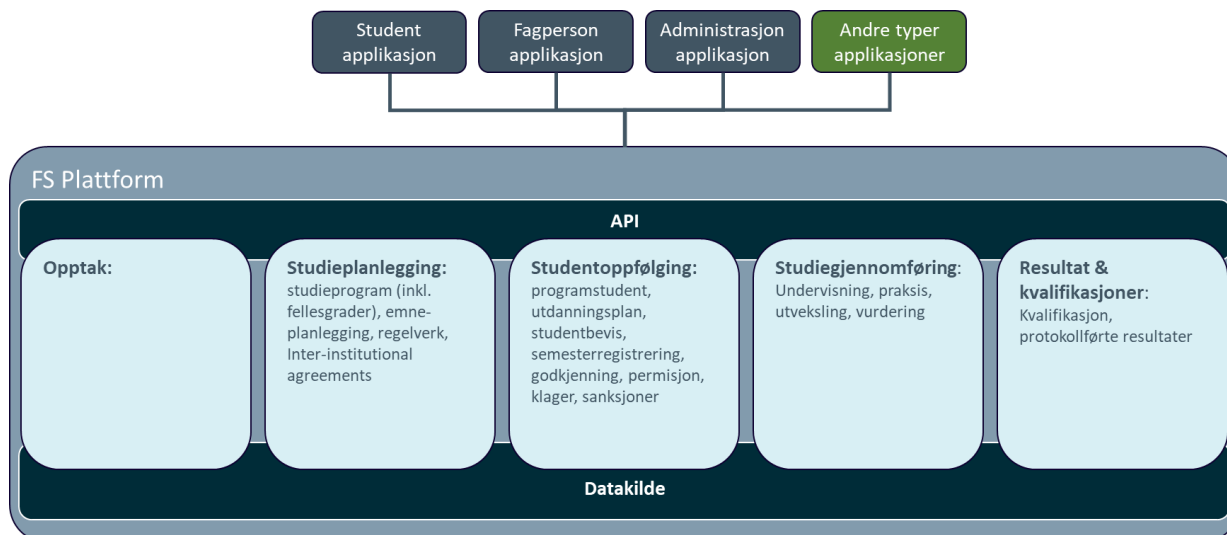 Student
applikasjon
Fagperson
applikasjon
Administrasjon
applikasjon
Andre typer
applikasjoner
FS Plattform
API
Opptak:
Studieplanlegging:
studieprogram (inkl.
fellesgrader), emne-
planlegging, regelverk,
Inter-institutional
agreements
Studentoppfølging:
programstudent,
utdanningsplan,
studentbevis,
semesterregistrering,
godkjenning, permisjon,
klager, sanksjoner
Studiegjennomføring:
Undervisning, praksis,
utveksling, vurdering
Resultat &
kvalifikasjoner:
Kvalifikasjon,
protokollførte resultater
Datakilde